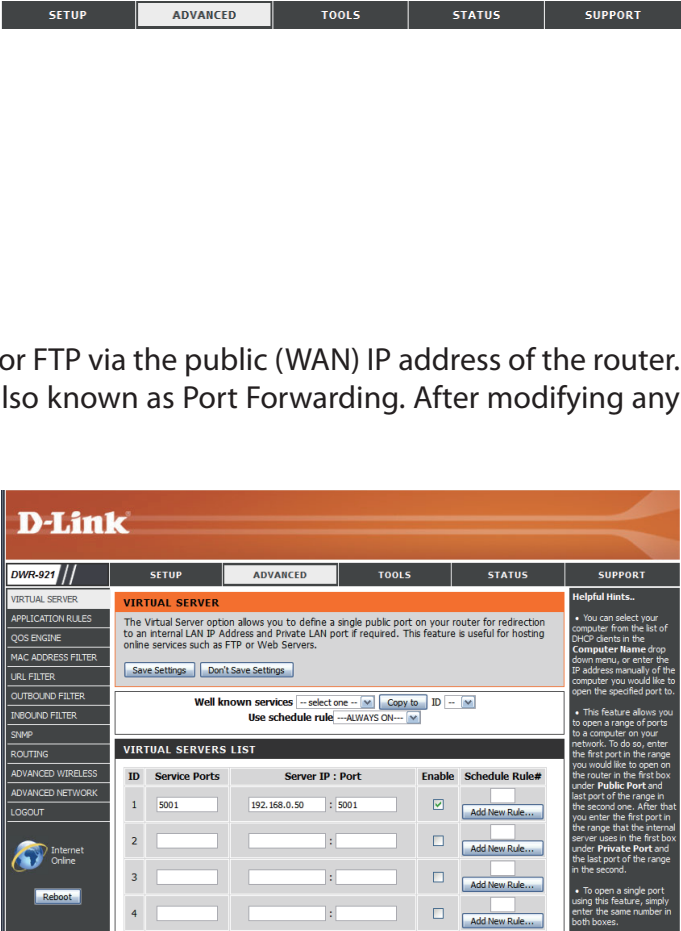 SETUP ADVANCED TOOLS STATUS SUPPORT
or FTP via the public (WAN) IP address of the router.
lso known as Port Forwarding. After modifying any
D-Link
DWR-921 SETUP ADVANCED TOOLS STATUS SUPPORT
VIRTUAL SERVER
APPLICATION RULES
QOS ENGINE
MAC ADDRESS FILTER
URL FILTER
OUTBOUND FILTER
INBOUND FILTER
SNMP
ROUTING
ADVANCED WIRELESS
ADVANCED NETWORK
LOGOUT
Internet
Online
Reboot
VIRTUAL SERVER
The Virtual Server option allows you to define a single public port on your router for redirection
to an internal LAN IP Address and Private LAN port if required. This feature is useful for hosting
online services such as FTP or Web Servers.
Save Settings Don't Save Settings
Well known services -- select one -- Copy to ID --
Use schedule rule ---ALWAYS ON---
VIRTUAL SERVERS LIST
ID Service Ports Server IP : Port Enable Schedule Rule#
1 5001 192.168.0.50 : 5001 Add New Rule...
2 : Add New Rule...
3 : Add New Rule...
4 : Add New Rule...
Helpful Hints..
• You can select your
computer from the list of
DHCP clients in the
Computer Name drop
down menu, or enter the
IP address manually of the
computer you would like to
open the specified port to.
• This feature allows you
to open a range of ports
to a computer on your
network. To do so, enter
the first port in the range
you would like to open on
the router in the first box
under Public Port and
last port of the range in
the second one. After that
you enter the first port in
the range that the internal
server uses in the first box
under Private Port and
the last port of the range
in the second.
• To open a single port
using this feature, simply
enter the same number in
both boxes.